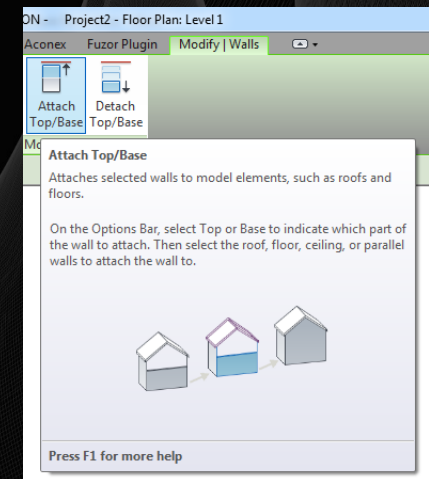 ON - Project2 - Floor Plan: Level 1
Aconex Fuzor Plugin Modify | Walls
Attach Detach
Top/Base Top/Base
Attach Top/Base
Attaches selected walls to model elements, such as roofs and
floors.
On the Options Bar, select Top or Base to indicate which part of
the wall to attach. Then select the roof, floor, ceiling, or parallel
walls to attach the wall to.
Press F1 for more help